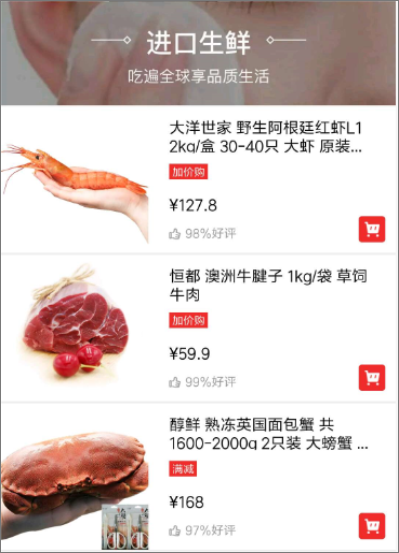 进口生鲜
吃遍全球享品质生活
大洋世家 野生阿根廷红虾L1
2kg/盒 30-40只 大虾 原装...
加价购
¥127.8
98%好评
恒都 澳洲牛腱子 1kg/袋 草饲
牛肉
加价购
¥59.9
99%好评
醇鲜 熟冻英国面包蟹 共
1600-2000g 2只装 大螃蟹 ...
满减
¥168
97%好评